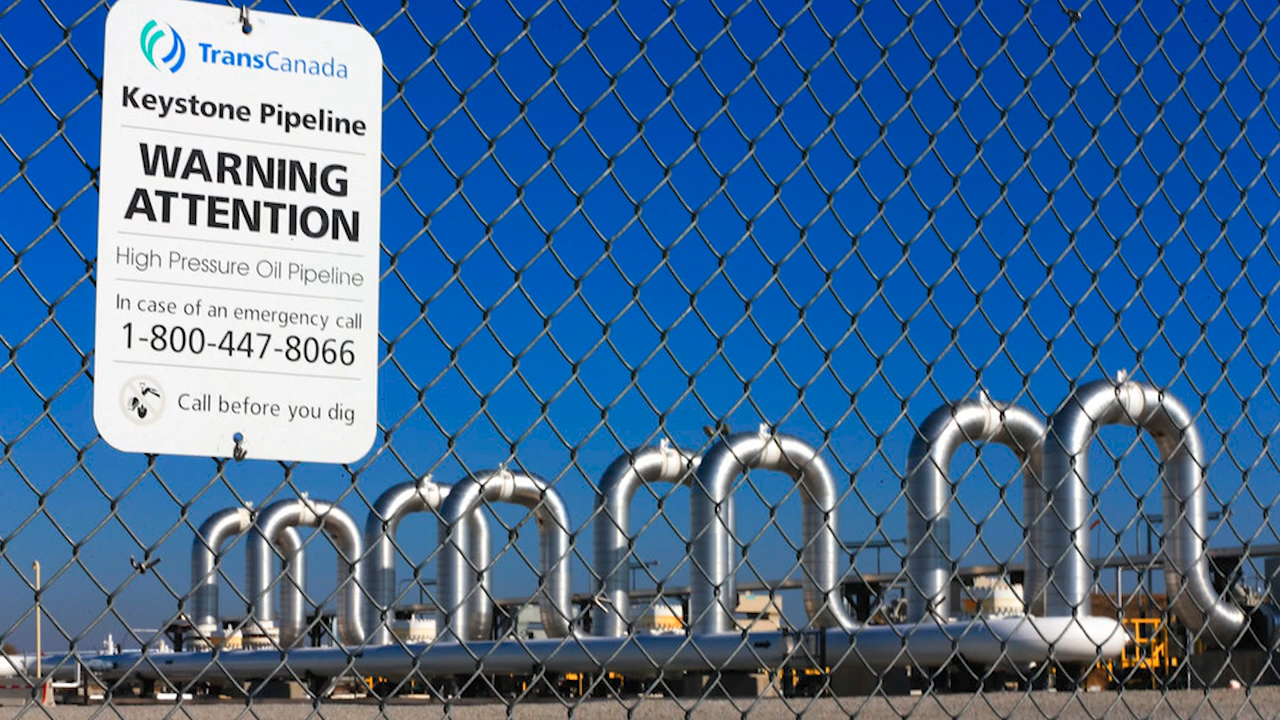 TransCanada
Keystone Pipeline
WARNING
ATTENTION
High Pressure Oil Pipeline
In case of an emergency call
1-800-447-8066
Call before you dig